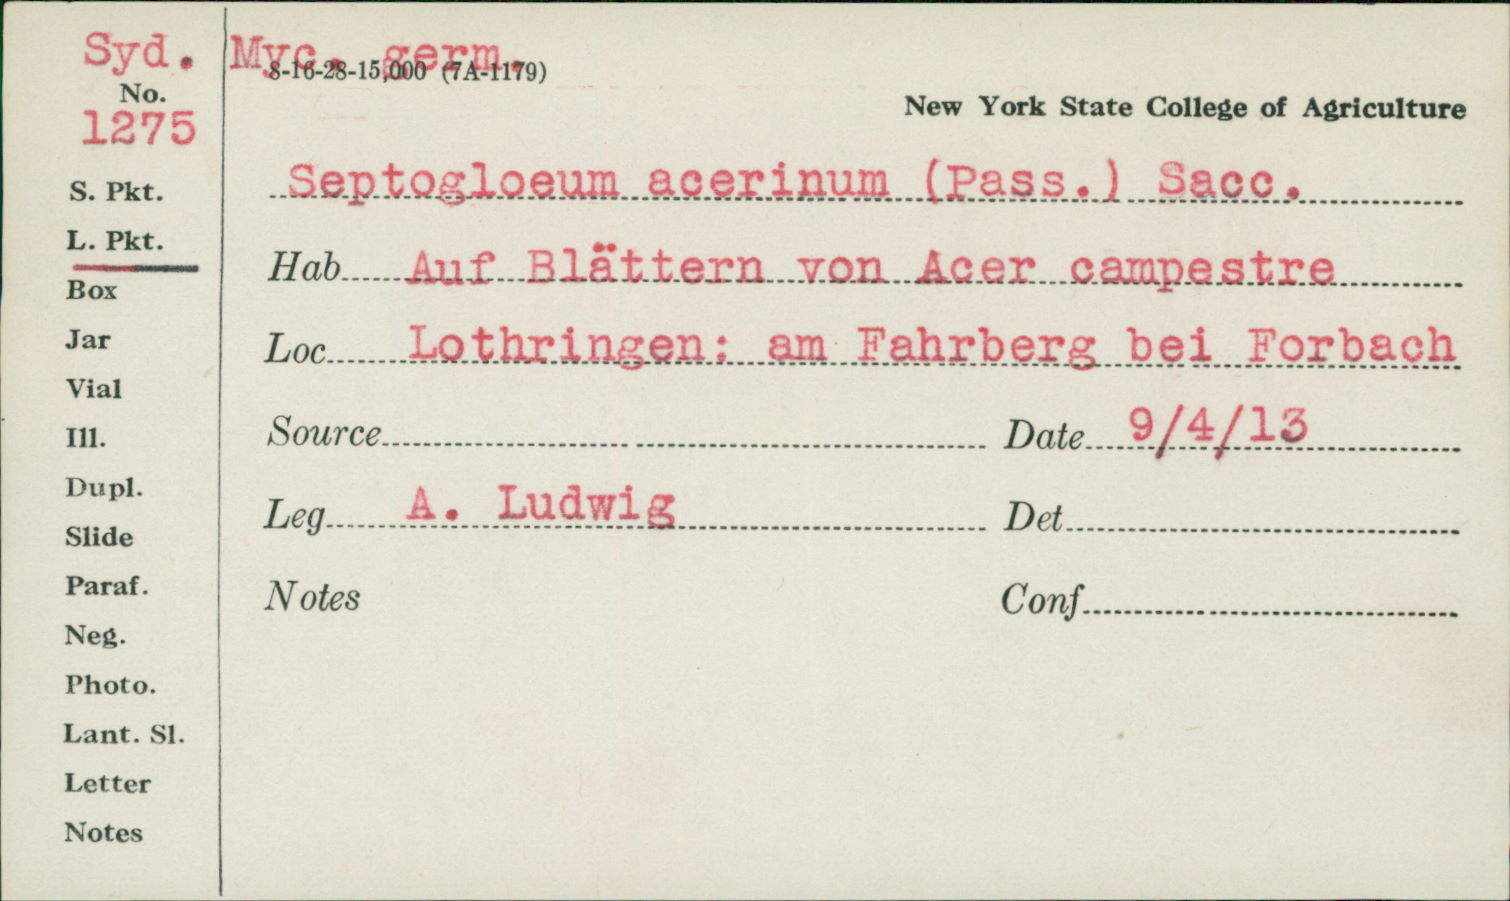 Syd. Myc. germ.
8-16-28-15,000 (7A-1179)
No.
1275
New York State College of Agriculture
S. Pkt.
Septogloeum acerinum (Pass.) Sacc.
L. Pkt.
Hab. Auf Blättern von Acer campestre
Box
Jar
Loc. Lothringen: am Fahrberg bei Forbach
Vial
Ill.
Source
Date 9/4/13
Dupl.
Slide
Leg. A. Ludwig
Det.
Paraf.
Notes
Conf.
Neg.
Photo.
Lant. Sl.
Letter
Notes